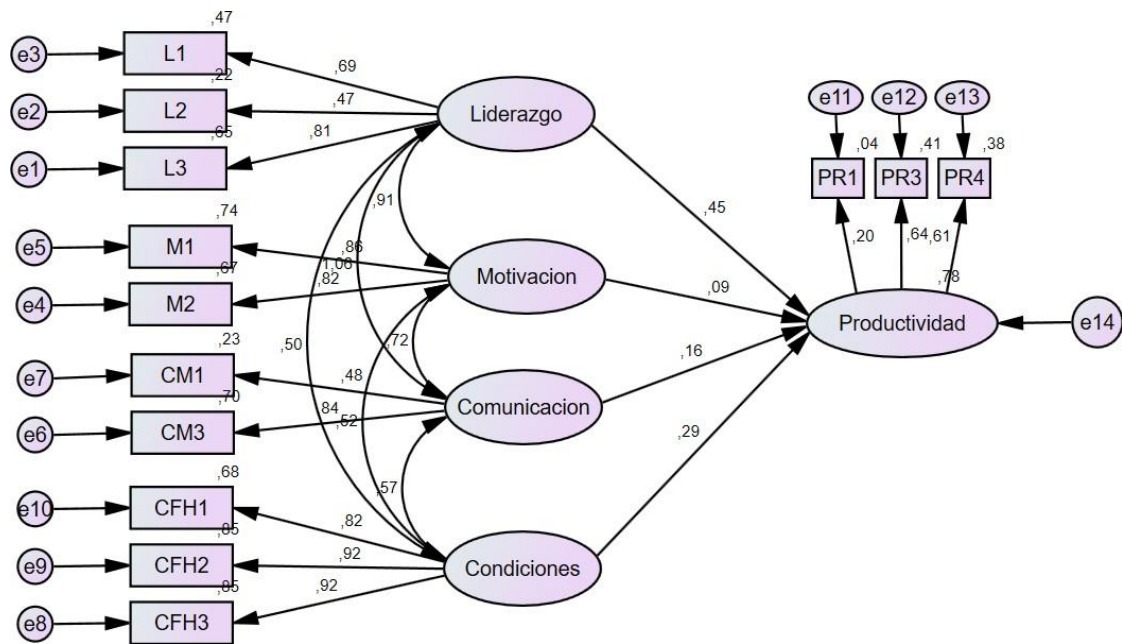 ,47
e3
L1
,69
,22
e2
L2
,47
,65
e1
L3
,81
Liderazgo
e11
e12
e13
,04
,41
,38
PR1
PR3
PR4
,20
,64
,61
,78
Productividad
e14
,45
,91
,74
e5
M1
,86
1,06
,67
e4
M2
,82
Motivacion
,09
,50
,72
,23
e7
CM1
,48
,70
e6
CM3
,84
,52
Comunicacion
,16
,29
,57
,68
e10
CFH1
,82
,85
e9
CFH2
,92
Condiciones
,85
e8
CFH3
,92